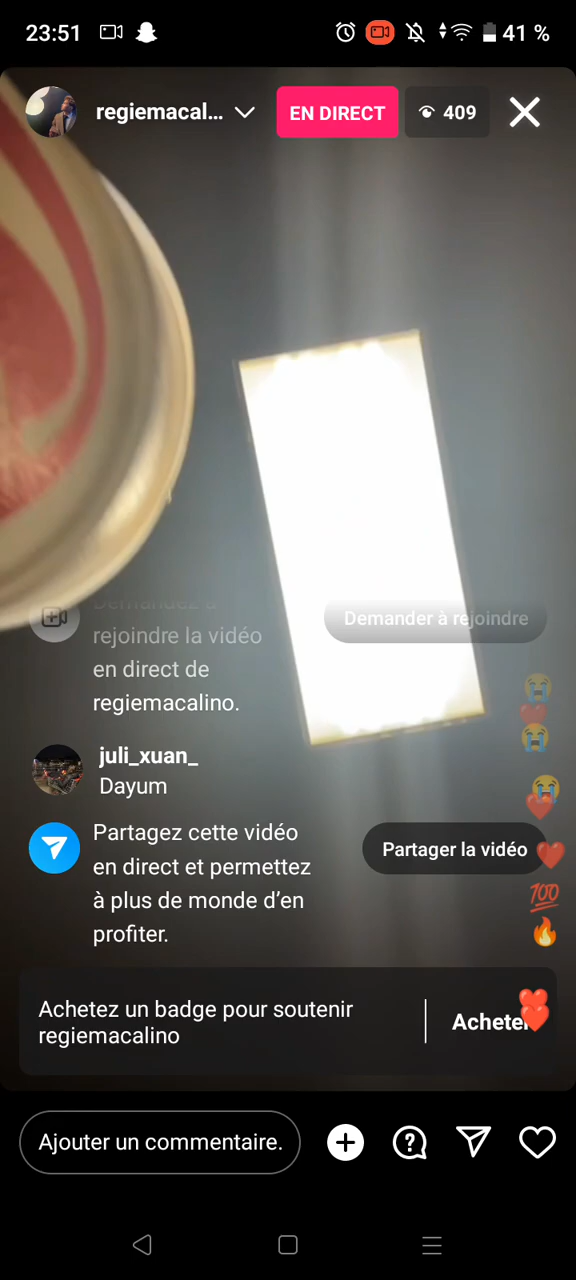 23:51
41 %
regiemacal...
EN DIRECT
409
Demandez à
rejoindre la vidéo
en direct de
regiemacalino.
Demander à rejoindre
juli_xuan_
Dayum
Partagez cette vidéo
en direct et permettez
à plus de monde d’en
profiter.
Partager la vidéo
Achetez un badge pour soutenir
regiemacalino
Acheter
Ajouter un commentaire.